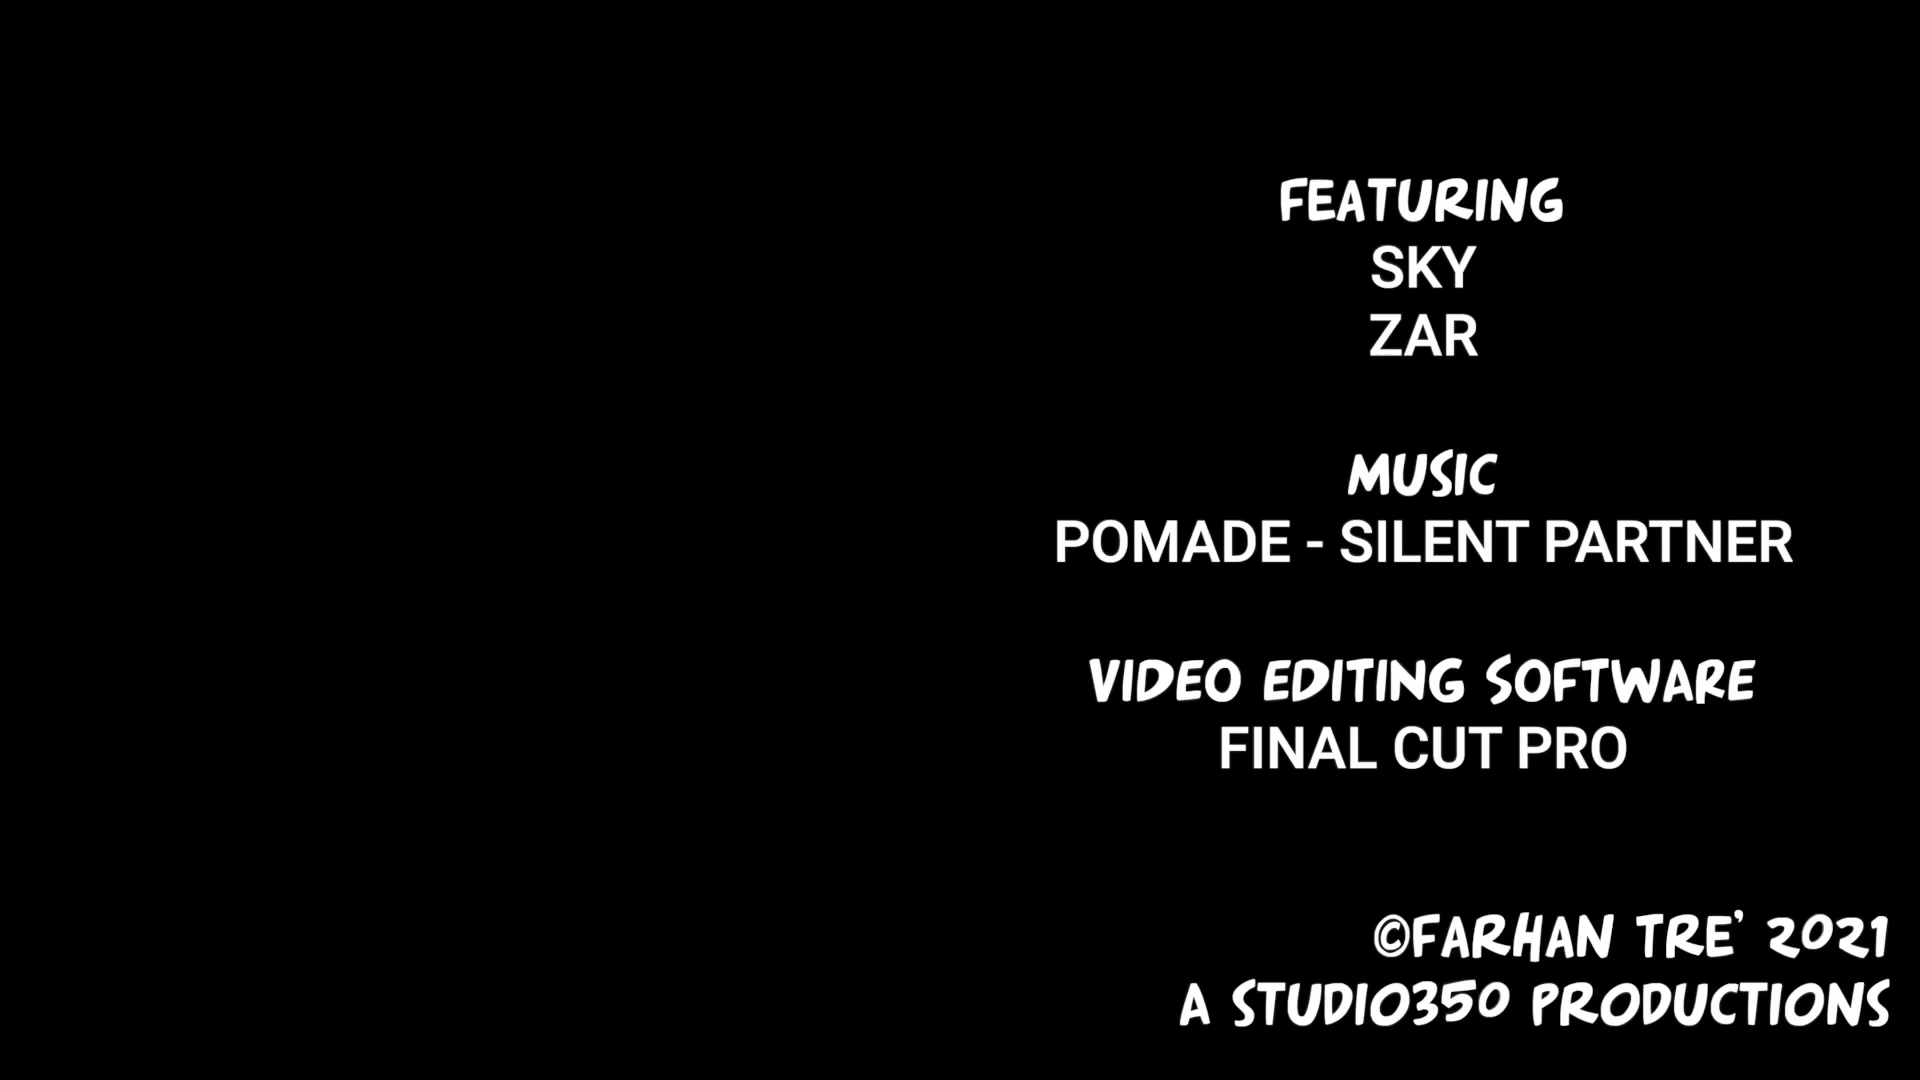 FEATURING
SKY
ZAR
MUSIC
POMADE - SILENT PARTNER
VIDEO EDITING SOFTWARE
FINAL CUT PRO
©FARHAN TRE' 2021
A STUDIO350 PRODUCTIONS